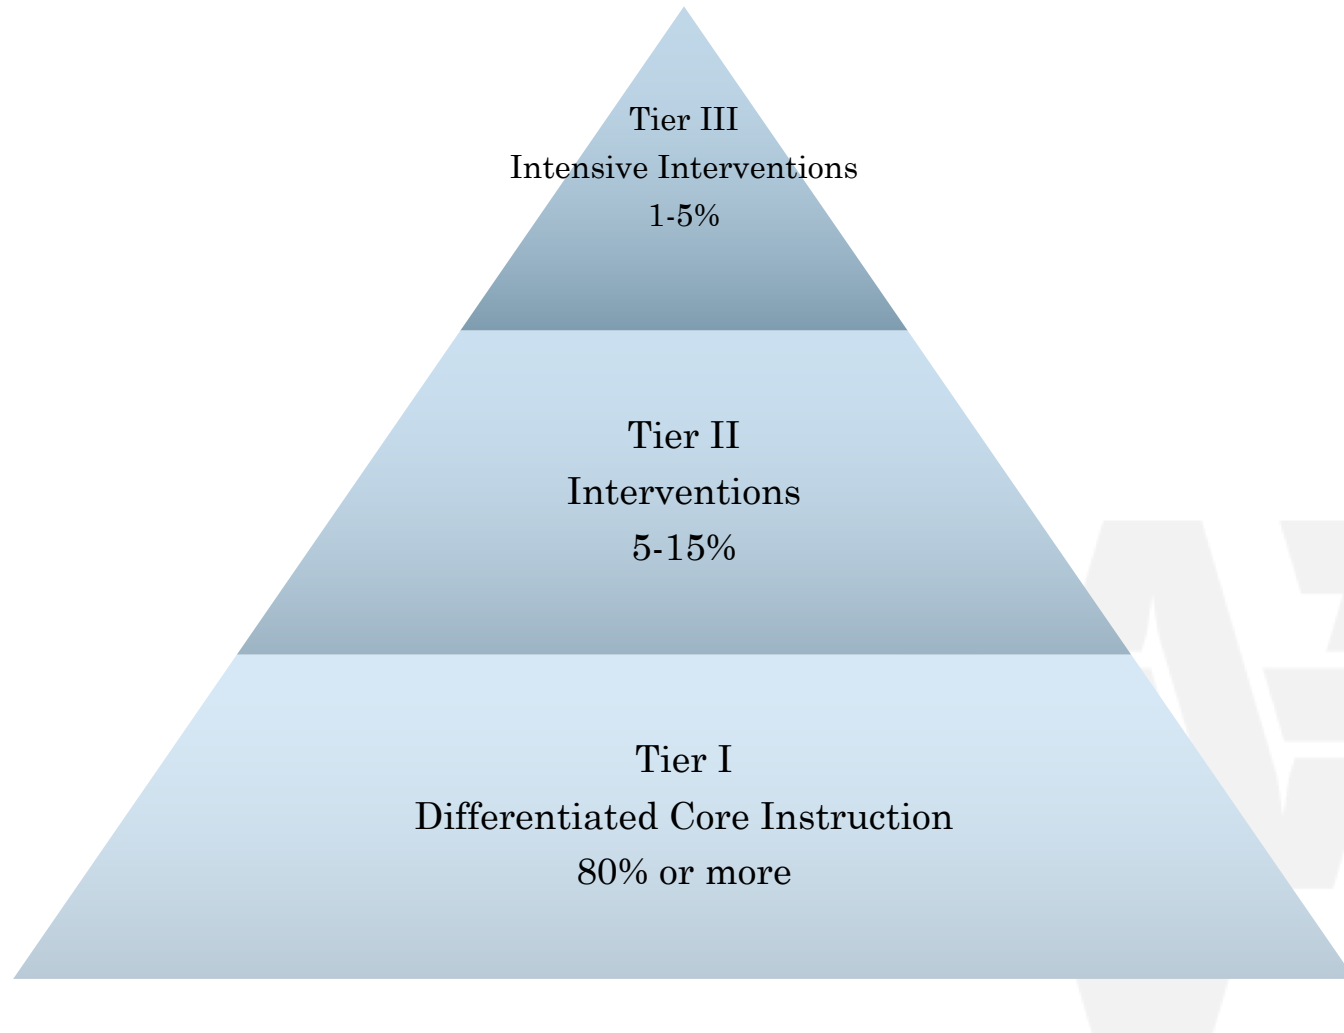 Tier III
Intensive Interventions
1-5%
Tier II
Interventions
5-15%
Tier I
Differentiated Core Instruction
80% or more